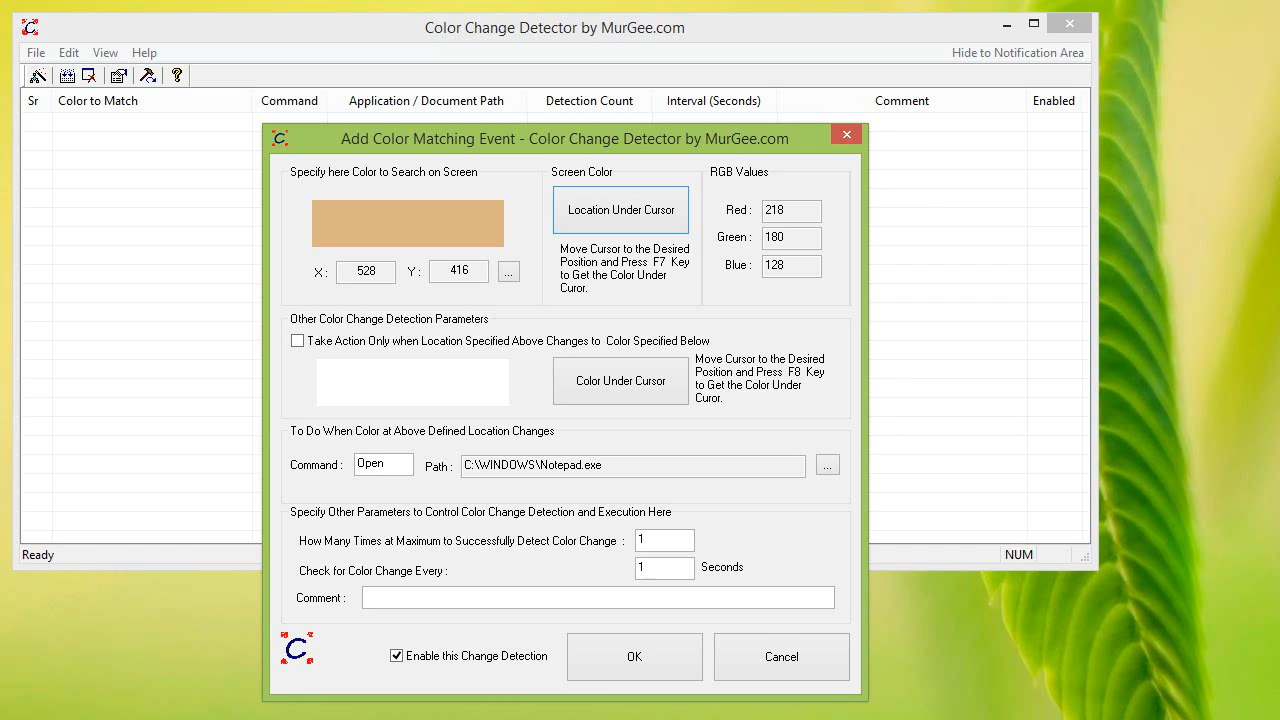 Color Change Detector by MurGee.com
File Edit View Help Hide to Notification Area
Sr Color to Match Command Application / Document Path Detection Count Interval (Seconds) Comment Enabled
Add Color Matching Event - Color Change Detector by MurGee.com
Specify here Color to Search on Screen
X: 528 Y: 416 ...
Screen Color
Location Under Cursor
Move Cursor to the Desired
Position and Press F7 Key
to Get the Color Under
Curor.
RGB Values
Red : 218
Green : 180
Blue : 128
Other Color Change Detection Parameters
Take Action Only when Location Specified Above Changes to Color Specified Below
Color Under Cursor
Move Cursor to the Desired
Position and Press F8 Key
to Get the Color Under
Curor.
To Do When Color at Above Defined Location Changes
Command : Open Path : C:\WINDOWS\Notepad.exe ...
Specify Other Parameters to Control Color Change Detection and Execution Here
How Many Times at Maximum to Successfully Detect Color Change : 1
Check for Color Change Every : 1 Seconds
Comment :
Enable this Change Detection OK Cancel
Ready NUM